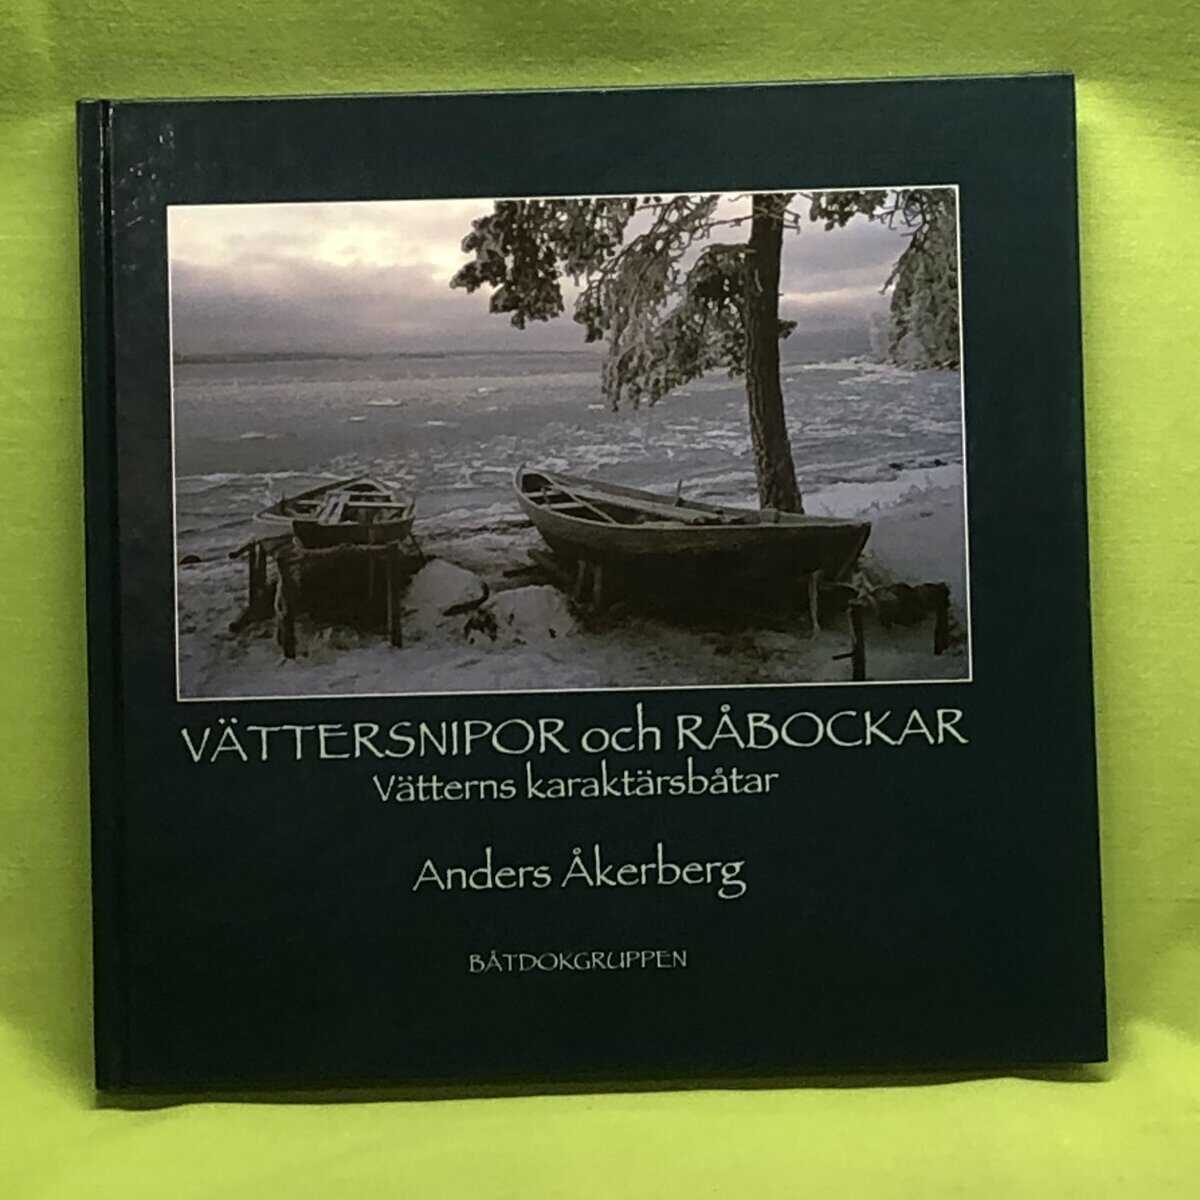 VÄTTERSNIPOR och RÅBOCKAR
Vätterns karaktärsbåtar
Anders Åkerberg
BÅTDOKGRUPPEN